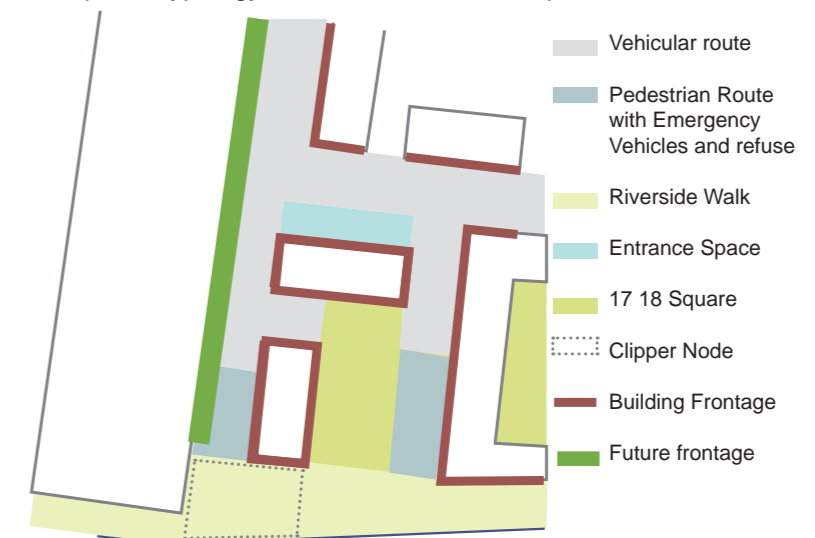 Vehicular route
Pedestrian Route
with Emergency
Vehicles and refuse
Riverside Walk
Entrance Space
17 18 Square
Clipper Node
Building Frontage
Future frontage